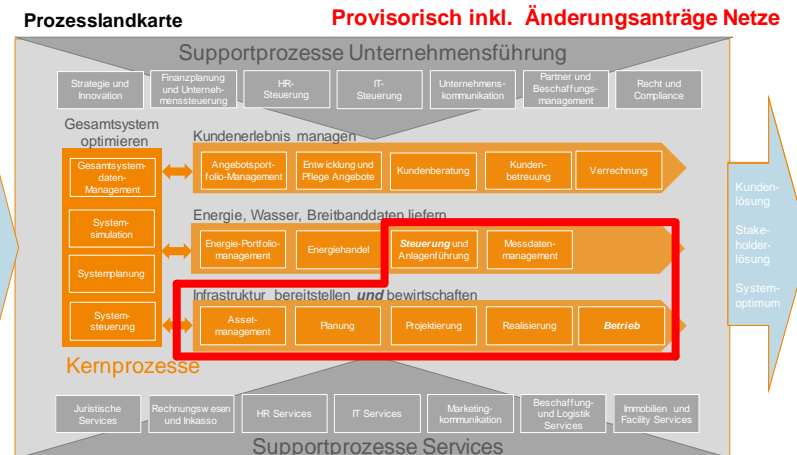 Prozesslandkarte
Provisorisch inkl. Änderungsanträge Netze
Supportprozesse Unternehmensführung
Strategie und
Innovation
Finanzplanung
und Unterneh-
menssteuerung
HR-
Steuerung
IT-
Steuerung
Unternehmens-
kommunikation
Partner und
Beschaffungs-
management
Recht und
Compliance
Gesamtsystem
optimieren
Gesamtsystem-
daten-
Management
System-
simulation
Systemplanung
System-
steuerung
Kundenerlebnis managen
Angebotsport-
folio-Management
Entwicklung und
Pflege Angebote
Kundenberatung
Kunden-
betreuung
Verrechnung
Energie, Wasser, Breitbanddaten liefern
Energie-Portfolio-
management
Energiehandel
Steuerung und
Anlagenführung
Messdaten-
management
Infrastruktur bereitstellen und bewirtschaften
Asset-
management
Planung
Projektierung
Realisierung
Betrieb
Kunden-
lösung
Stake-
holder-
lösung
System-
optimum
Kernprozesse
Juristische
Services
Rechnungswesen
und Inkasso
HR Services
IT Services
Marketing-
kommunikation
Beschaffung-
und Logistik
Services
Immobilien und
Facility Services
Supportprozesse Services